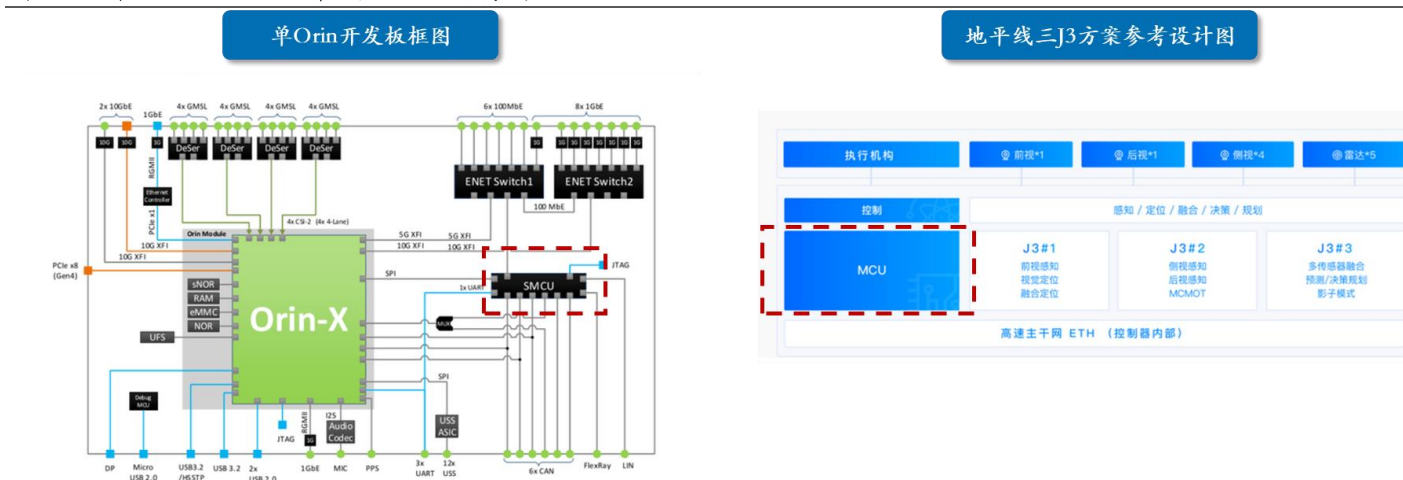 单Orin开发板框图
地平线三J3方案参考设计图
2x 10GbE
1GbE
4x GMSL
4x GMSL
4x GMSL
4x GMSL
6x 100MbE
8x 1GbE
10G
10G
1G
DeSer
DeSer
DeSer
DeSer
1G
1G
1G
1G
1G
1G
1G
1G
RGMII
Ethernet
Controller
PCIe x1
ENET Switch1
ENET Switch2
100 MbE
4x CSI-2 (4x 4-Lane)
Orin Module
10G XFI
10G XFI
5G XFI
10G XFI
10G XFI
PCIe x8
(Gen4)
SPI
JTAG
1x UART
SMCU
sNOR
RAM
eMMC
NOR
UFS
Orin-X
MUX
SPI
Debug
MCU
JTAG
RGMII
1G
I2S
Audio
Codec
USS
ASIC
DP
Micro
USB 2.0
USB3.2
/HSSTP
USB 3.2
2x
USB 2.0
1GbE
MIC
PPS
3x
UART
12x
USS
6x CAN
FlexRay
LIN
执行机构
前视*1
后视*1
侧视*4
雷达*5
控制
感知 / 定位 / 融合 / 决策 / 规划
MCU
J3#1
前视感知
视觉定位
融合定位
J3#2
侧视感知
后视感知
MCMOT
J3#3
多传感器融合
预测/决策规划
影子模式
高速主干网 ETH （控制器内部）